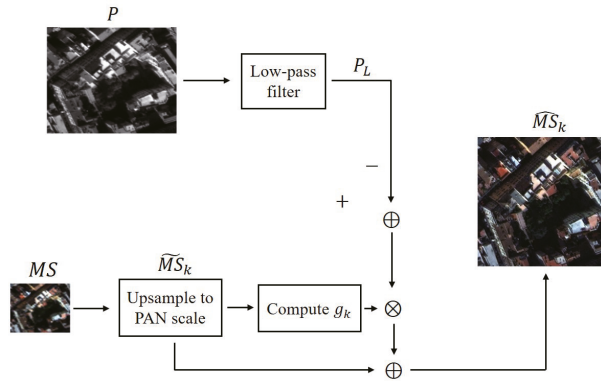 P
Low-pass
filter
P_L
−
+
⊕
\widehat{MS}_k
MS
\widetilde{MS}_k
Upsample to
PAN scale
Compute g_k
⊗
⊕